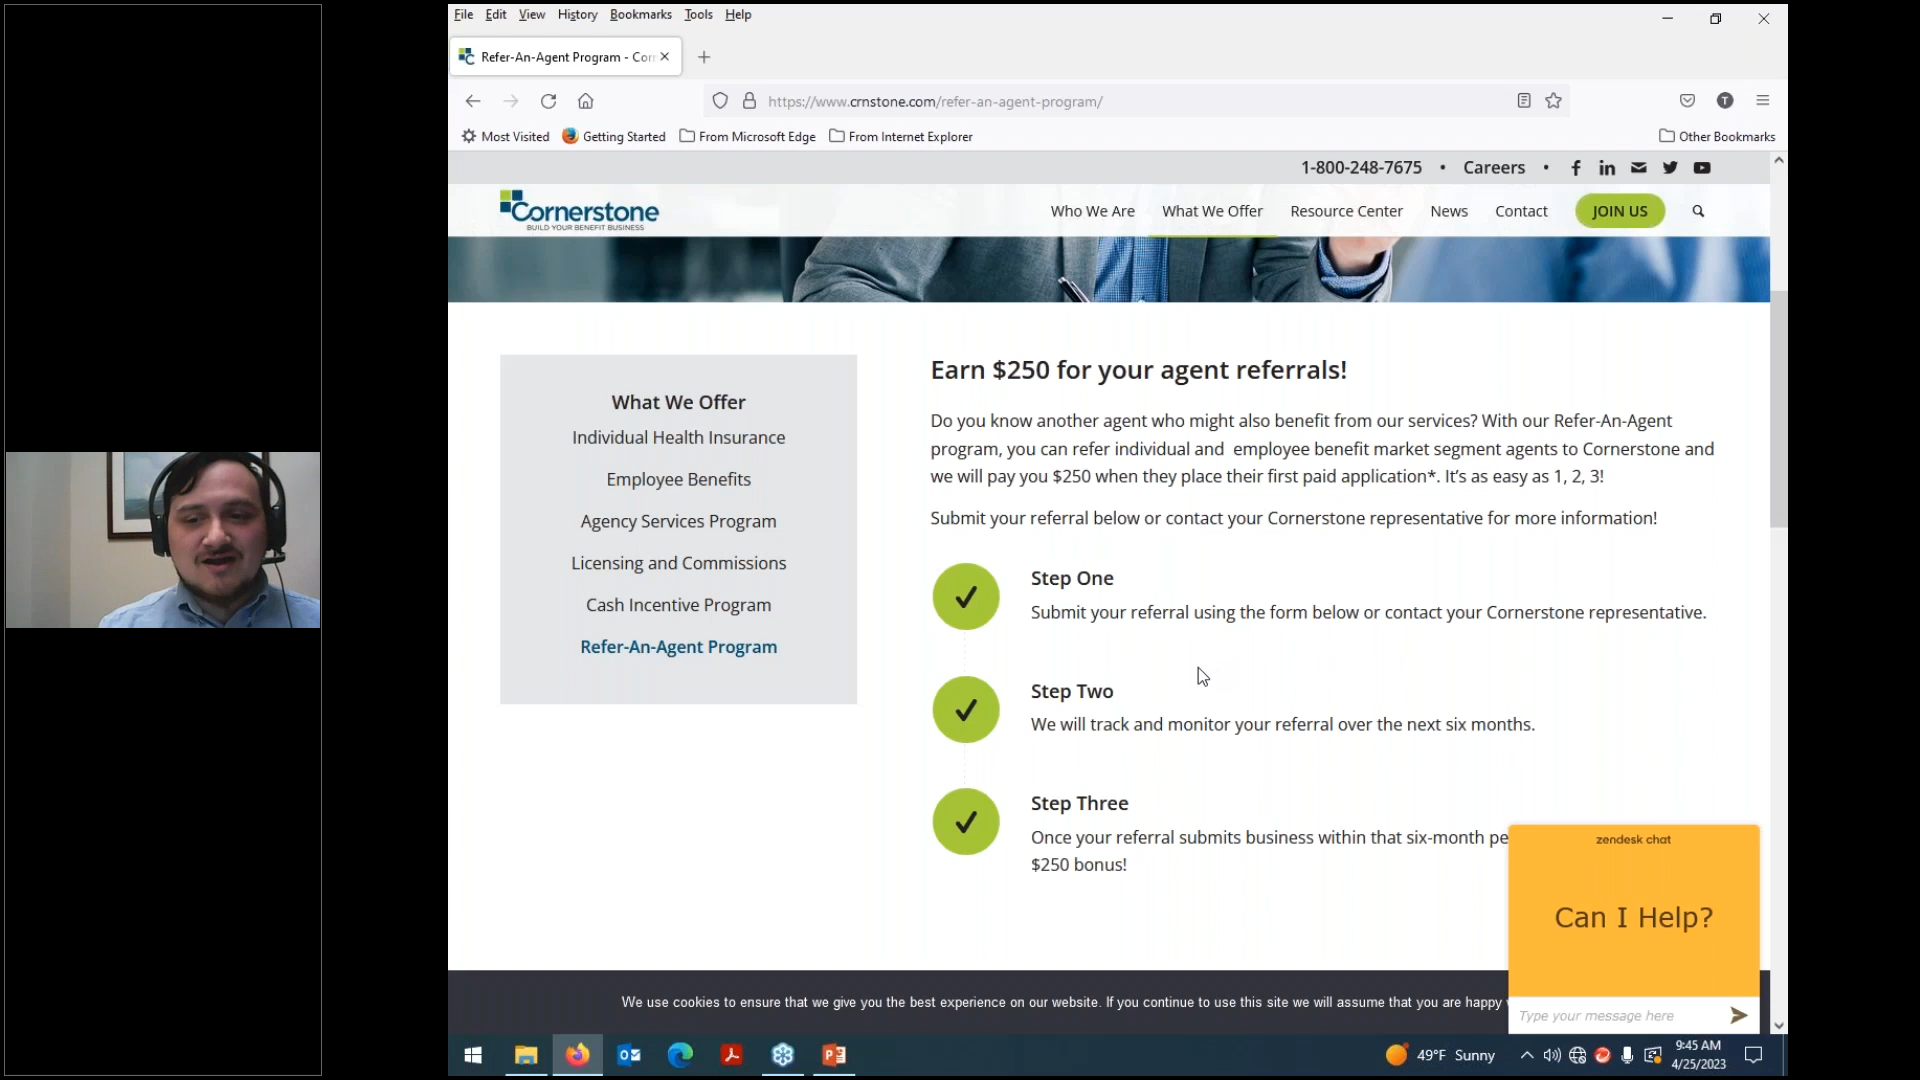 File Edit View History Bookmarks Tools Help
Refer-An-Agent Program - Cor
https://www.crnstone.com/refer-an-agent-program/
Most Visited Getting Started From Microsoft Edge From Internet Explorer Other Bookmarks
1-800-248-7675 • Careers •
Cornerstone
BUILD YOUR BENEFIT BUSINESS
Who We Are What We Offer Resource Center News Contact JOIN US
What We Offer
Individual Health Insurance
Employee Benefits
Agency Services Program
Licensing and Commissions
Cash Incentive Program
Refer-An-Agent Program
Earn $250 for your agent referrals!
Do you know another agent who might also benefit from our services? With our Refer-An-Agent
program, you can refer individual and employee benefit market segment agents to Cornerstone and
we will pay you $250 when they place their first paid application*. It's as easy as 1, 2, 3!
Submit your referral below or contact your Cornerstone representative for more information!
Step One
Submit your referral using the form below or contact your Cornerstone representative.
Step Two
We will track and monitor your referral over the next six months.
Step Three
Once your referral submits business within that six-month pe
$250 bonus!
zendesk chat
Can I Help?
Type your message here
We use cookies to ensure that we give you the best experience on our website. If you continue to use this site we will assume that you are happy
49°F Sunny
9:45 AM
4/25/2023